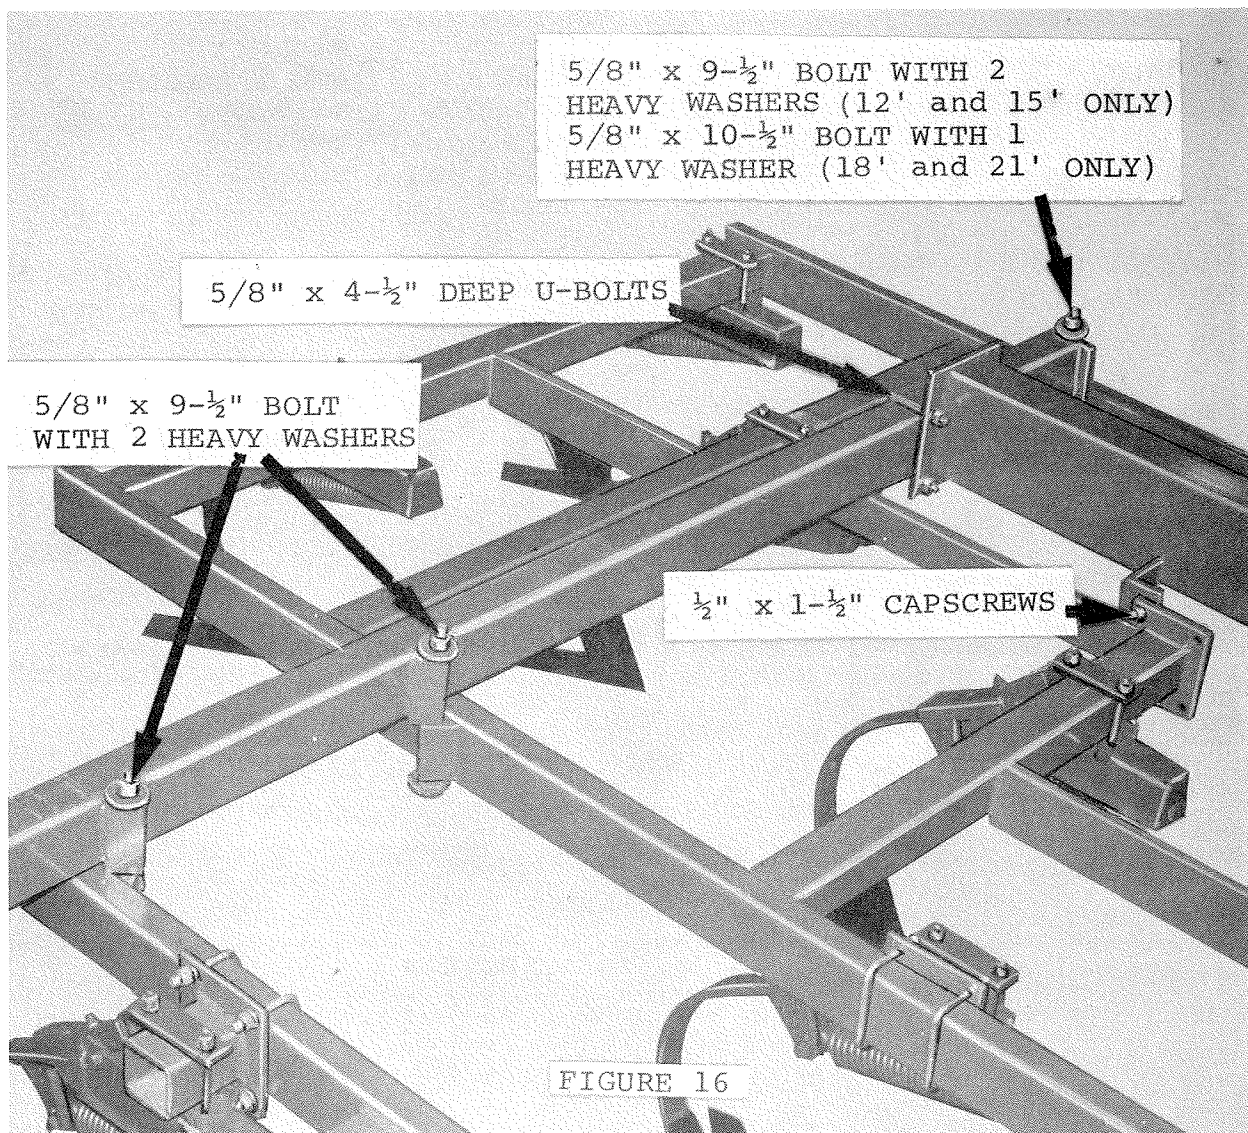 5/8" x 9-½" BOLT WITH 2
HEAVY WASHERS (12' and 15' ONLY)
5/8" x 10-½" BOLT WITH 1
HEAVY WASHER (18' and 21' ONLY)
5/8" x 4-½" DEEP U-BOLTS
5/8" x 9-½" BOLT
WITH 2 HEAVY WASHERS
½" x 1-½" CAPSCREWS
FIGURE 16